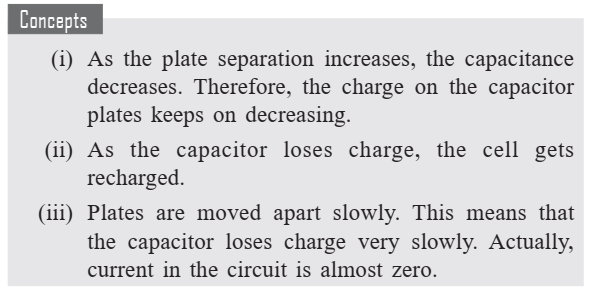 Concepts
(i) As the plate separation increases, the capacitance
decreases. Therefore, the charge on the capacitor
plates keeps on decreasing.
(ii) As the capacitor loses charge, the cell gets
recharged.
(iii) Plates are moved apart slowly. This means that
the capacitor loses charge very slowly. Actually,
current in the circuit is almost zero.